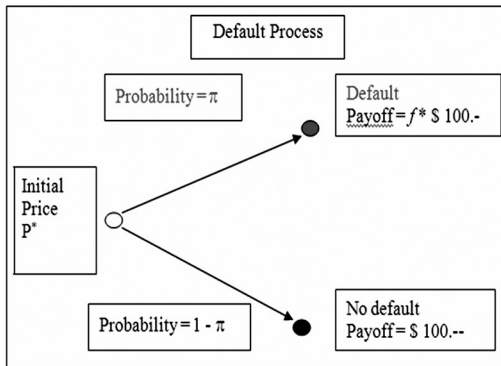 Default Process
Probability = π
Default
Payoff = f* $ 100.-
Initial
Price
P*
Probability = 1 - π
No default
Payoff = $ 100.--